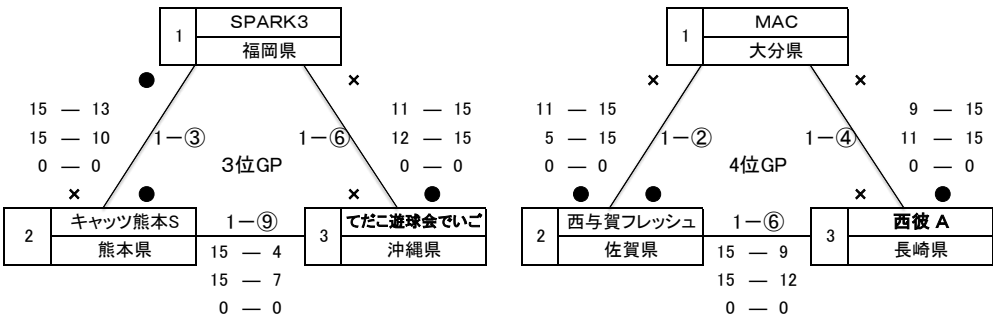 1 SPARK3
福岡県
● ×
15 — 13
15 — 10
0 — 0
1－③
1－⑥
11 — 15
12 — 15
0 — 0
3位GP
× ●
× ●
2 キャッツ熊本S
熊本県
1－⑨
15 — 4
15 — 7
0 — 0
3 てだこ遊球会でいご
沖縄県
1 MAC
大分県
× ×
11 — 15
5 — 15
0 — 0
1－②
1－④
9 — 15
11 — 15
0 — 0
4位GP
● ●
× ●
2 西与賀フレッシュ
佐賀県
1－⑥
15 — 9
15 — 12
0 — 0
3 西彼 A
長崎県